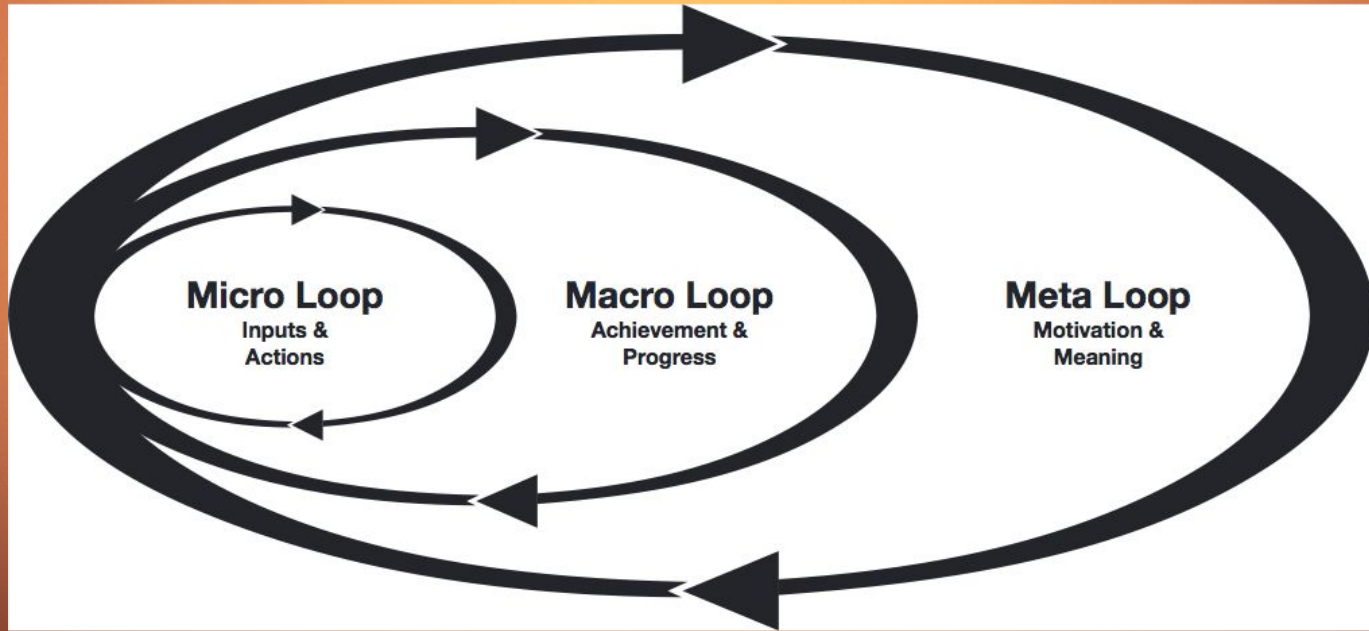 Micro Loop
Inputs &
Actions
Macro Loop
Achievement &
Progress
Meta Loop
Motivation &
Meaning